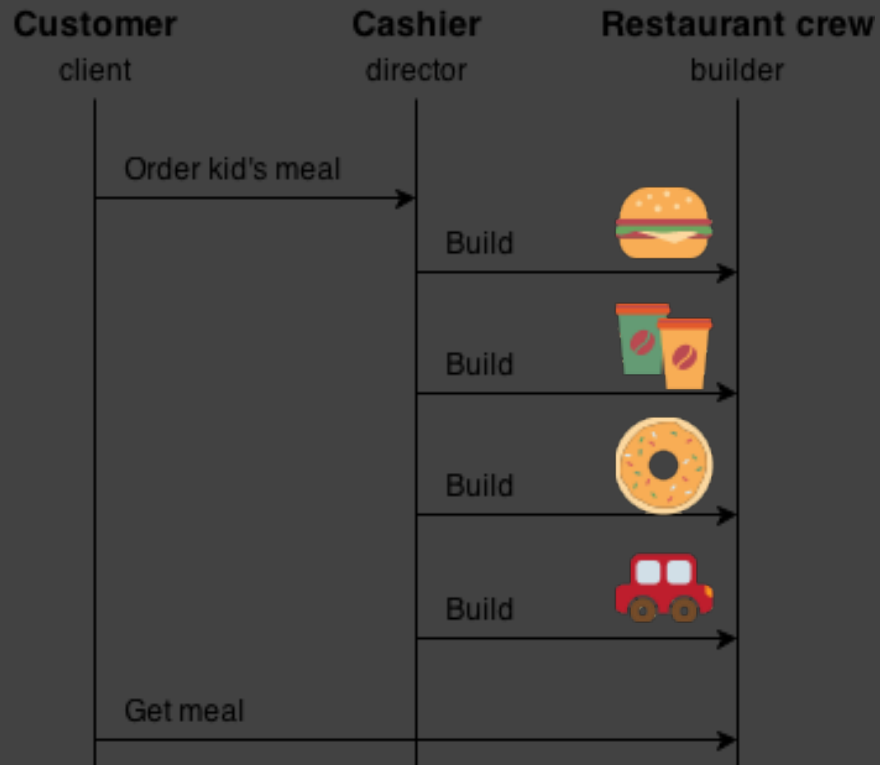 Customer Cashier Restaurant crew
client director builder
Order kid's meal
Build
Build
Build
Build
Get meal